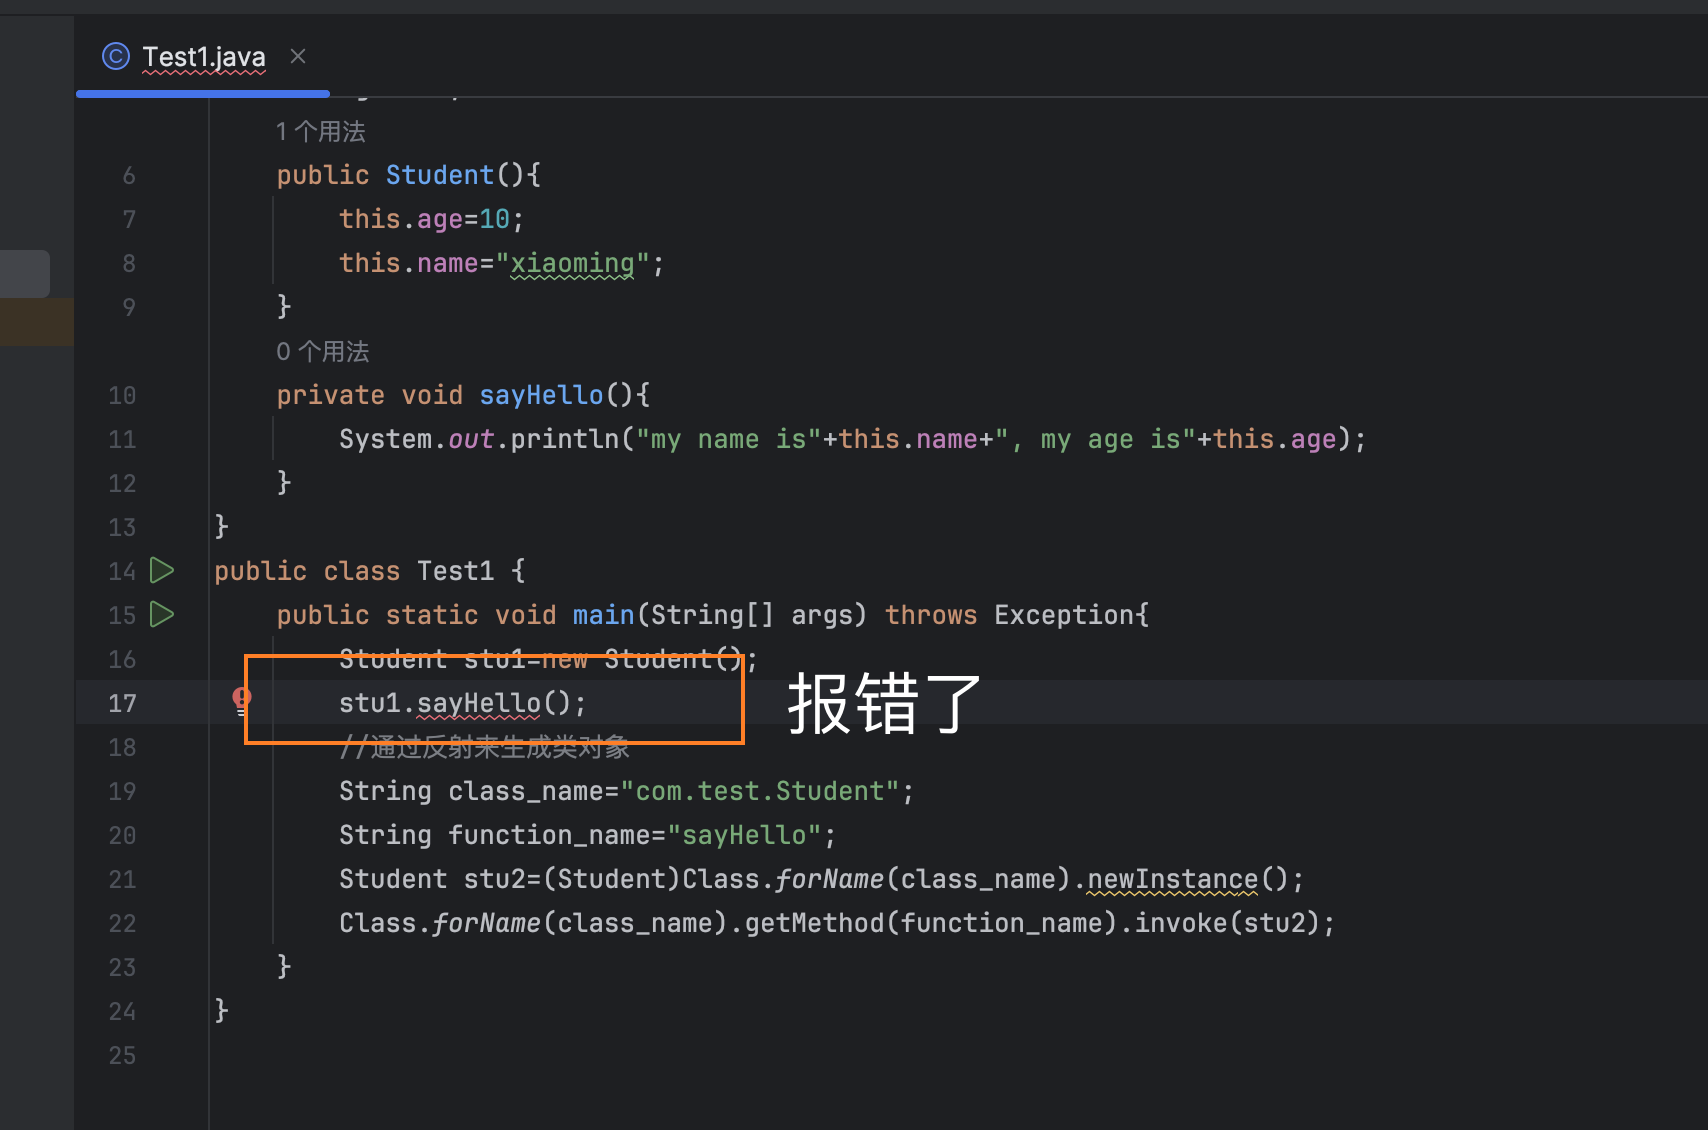 Test1.java
1 个用法
6 public Student(){
7 this.age=10;
8 this.name="xiaoming";
9 }
0 个用法
10 private void sayHello(){
11 System.out.println("my name is"+this.name+", my age is"+this.age);
12 }
13 }
14 public class Test1 {
15 public static void main(String[] args) throws Exception{
16 Student stu1=new Student();
17 stu1.sayHello(); 报错了
18 //通过反射来生成类对象
19 String class_name="com.test.Student";
20 String function_name="sayHello";
21 Student stu2=(Student)Class.forName(class_name).newInstance();
22 Class.forName(class_name).getMethod(function_name).invoke(stu2);
23 }
24 }
25